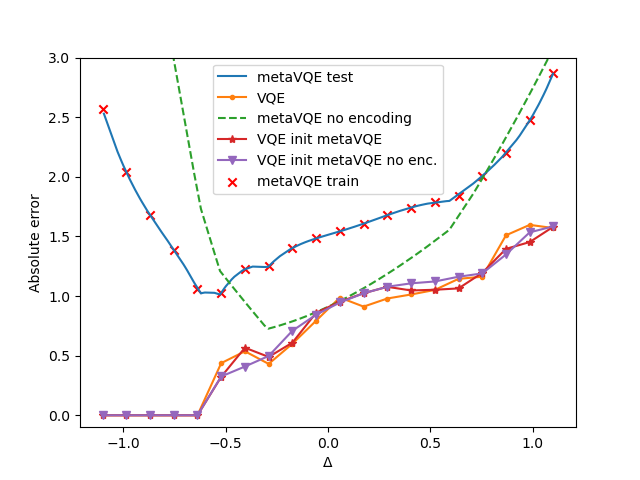 3.0
2.5
2.0
1.5
1.0
0.5
0.0
Absolute error
metaVQE test
VQE
metaVQE no encoding
VQE init metaVQE
VQE init metaVQE no enc.
metaVQE train
−1.0 −0.5 0.0 0.5 1.0
Δ